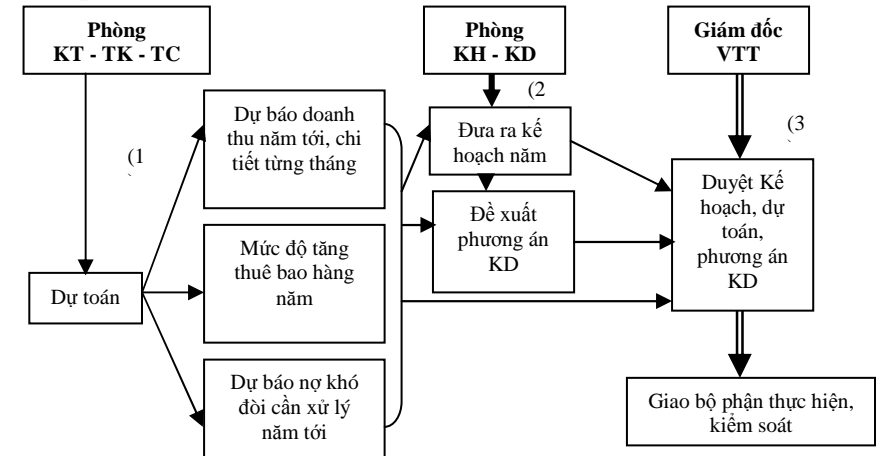 Phòng
KT - TK - TC
Phòng
KH - KD
Giám đốc
VTT
(1
(2
(3
Dự báo doanh
thu năm tới, chi
tiết từng tháng
Đưa ra kế
hoạch năm
Duyệt Kế
hoạch, dự
toán,
phương án
KD
Đề xuất
phương án
KD
Mức độ tăng
thuê bao hàng
năm
Dự toán
Dự báo nợ khó
đòi cần xử lý
năm tới
Giao bộ phận thực hiện,
kiểm soát